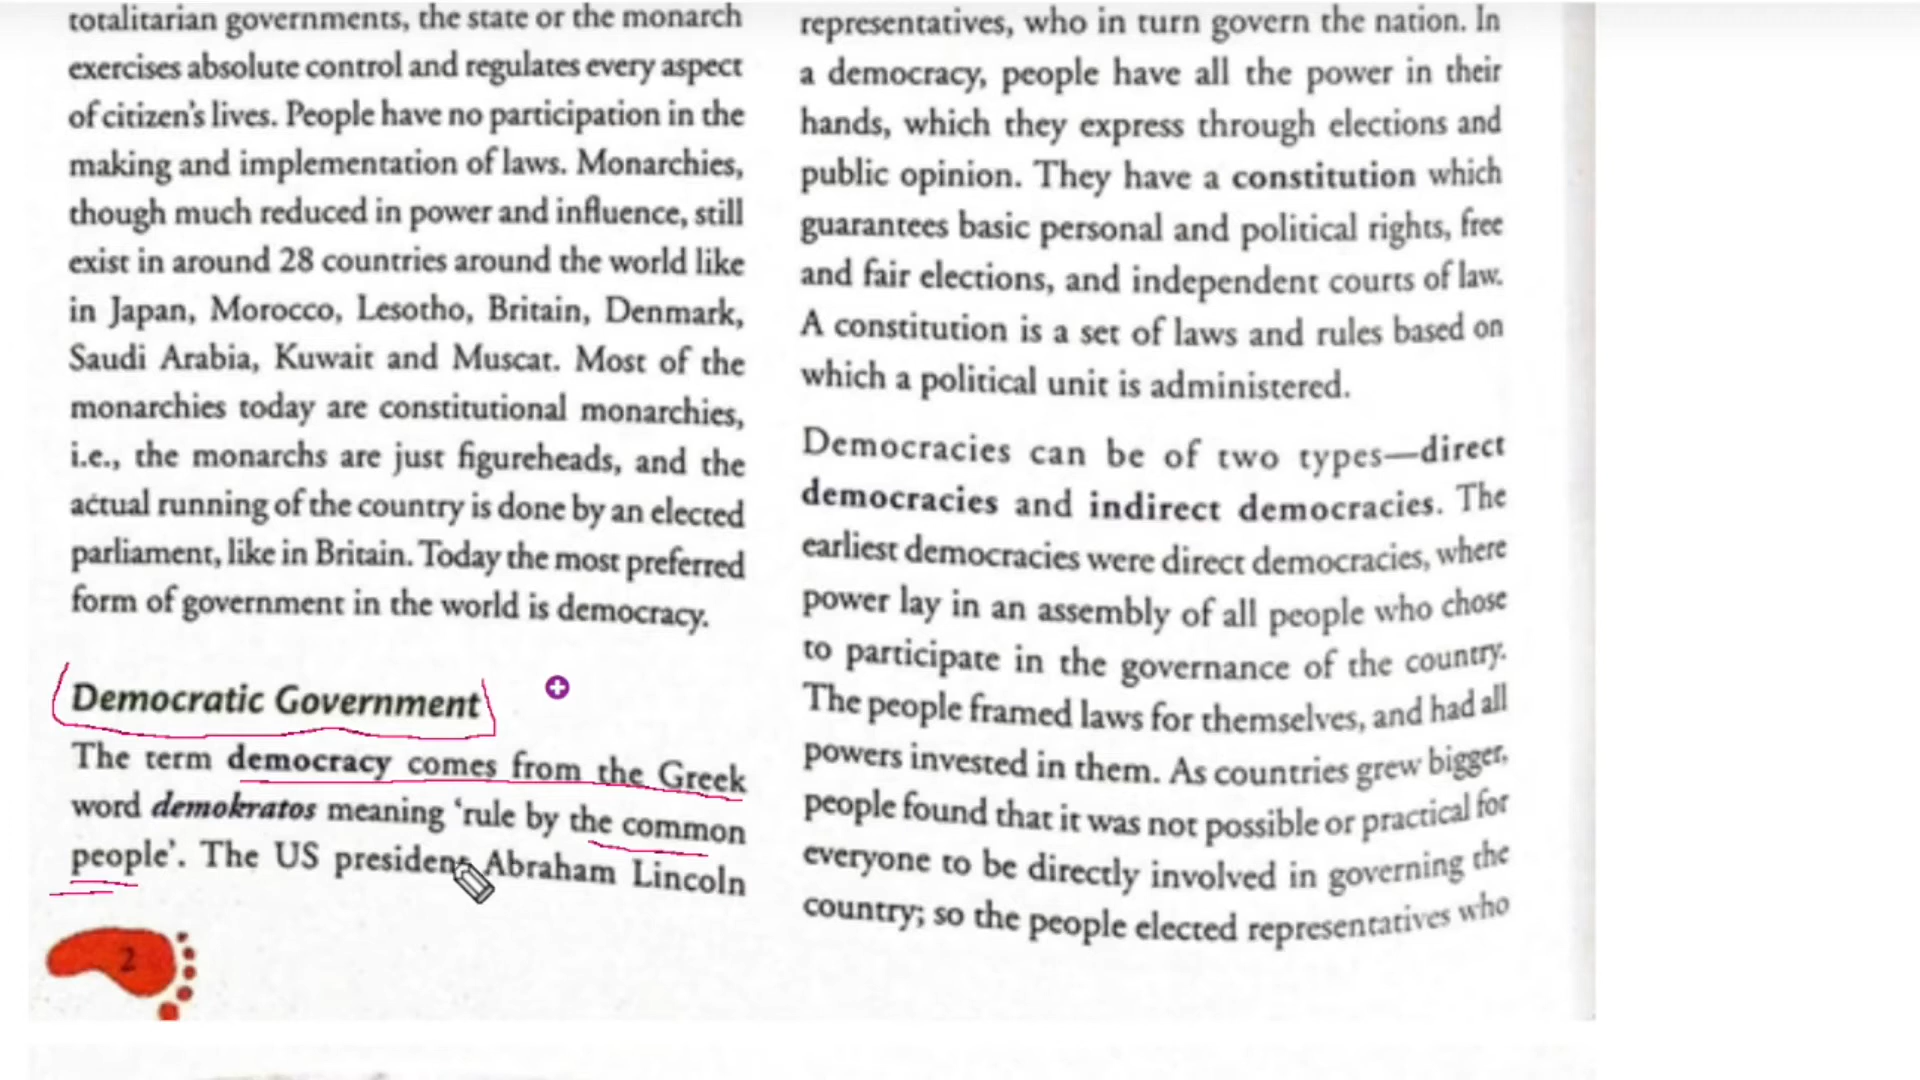 totalitarian governments, the state or the monarch
exercises absolute control and regulates every aspect
of citizen's lives. People have no participation in the
making and implementation of laws. Monarchies,
though much reduced in power and influence, still
exist in around 28 countries around the world like
in Japan, Morocco, Lesotho, Britain, Denmark,
Saudi Arabia, Kuwait and Muscat. Most of the
monarchies today are constitutional monarchies,
i.e., the monarchs are just figureheads, and the
actual running of the country is done by an elected
parliament, like in Britain. Today the most preferred
form of government in the world is democracy.
Democratic Government
The term democracy comes from the Greek
word demokratos meaning 'rule by the common
people'. The US president Abraham Lincoln
2
representatives, who in turn govern the nation. In
a democracy, people have all the power in their
hands, which they express through elections and
public opinion. They have a constitution which
guarantees basic personal and political rights, free
and fair elections, and independent courts of law.
A constitution is a set of laws and rules based on
which a political unit is administered.
Democracies can be of two types—direct
democracies and indirect democracies. The
earliest democracies were direct democracies, where
power lay in an assembly of all people who chose
to participate in the governance of the country.
The people framed laws for themselves, and had all
powers invested in them. As countries grew bigger,
people found that it was not possible or practical for
everyone to be directly involved in governing the
country; so the people elected representatives who